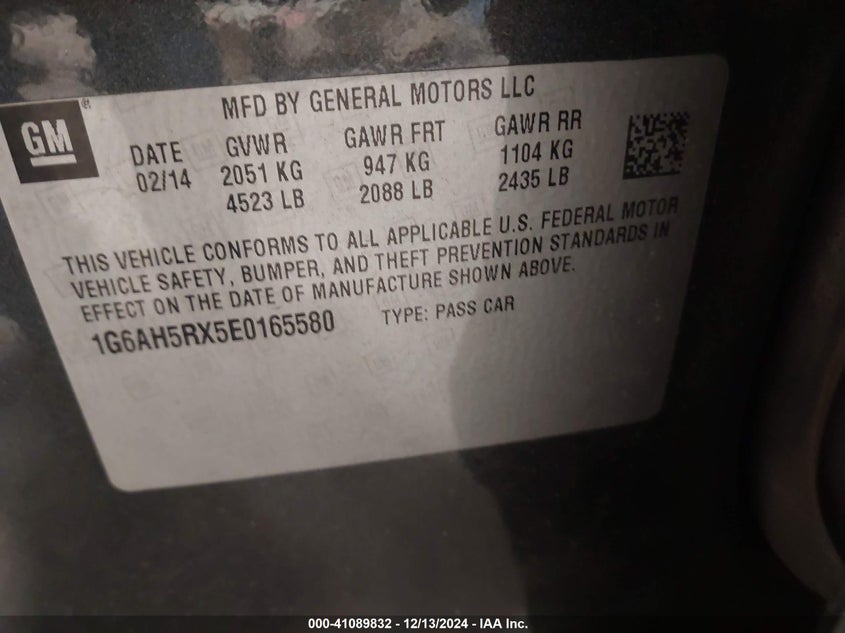 GM®
MFD BY GENERAL MOTORS LLC
DATE GVWR GAWR FRT GAWR RR
02/14 2051 KG 947 KG 1104 KG
4523 LB 2088 LB 2435 LB
THIS VEHICLE CONFORMS TO ALL APPLICABLE U.S. FEDERAL MOTOR
VEHICLE SAFETY, BUMPER, AND THEFT PREVENTION STANDARDS IN
EFFECT ON THE DATE OF MANUFACTURE SHOWN ABOVE.
1G6AH5RX5E0165580 TYPE: PASS CAR
000-41089832 - 12/13/2024 - IAA Inc.